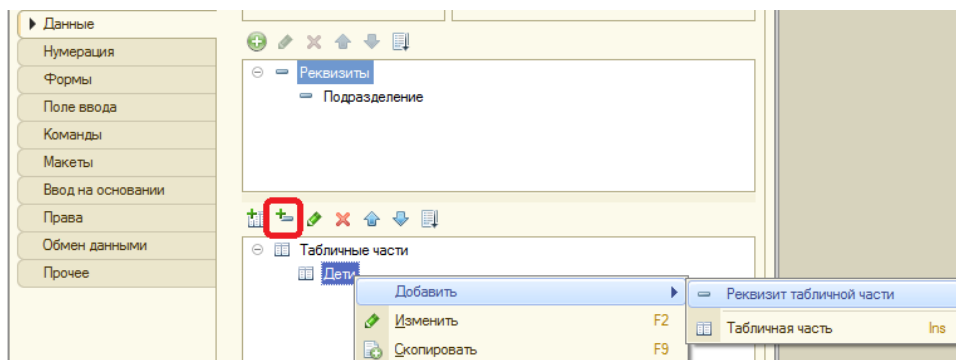 Данные
Нумерация
Формы
Поле ввода
Команды
Макеты
Ввод на основании
Права
Обмен данными
Прочее
Реквизиты
Подразделение
Табличные части
Дети
Добавить
Изменить F2
Скопировать F9
Реквизит табличной части
Табличная часть Ins